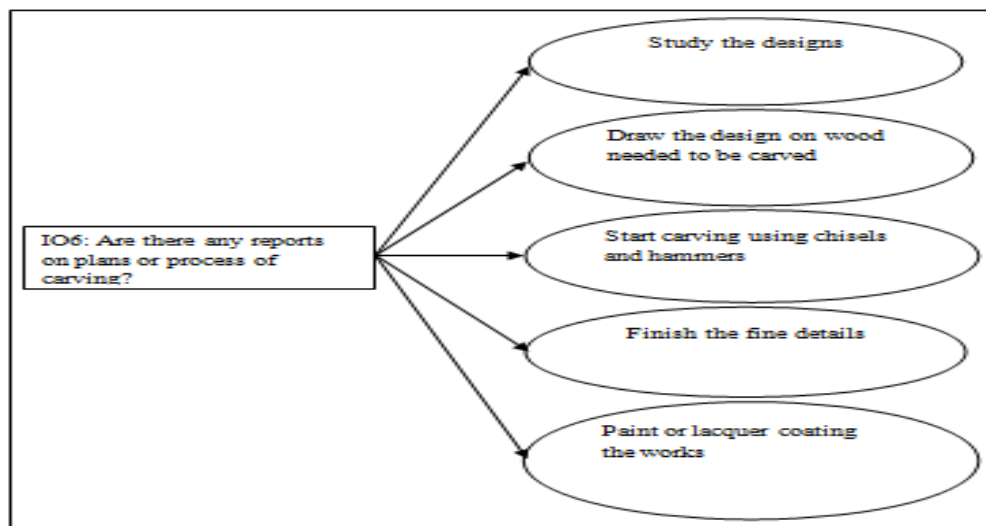 Study the designs
Draw the design on wood
needed to be carved
IO6: Are there any reports
on plans or process of
carving?
Start carving using chisels
and hammers
Finish the fine details
Paint or lacquer coating
the works